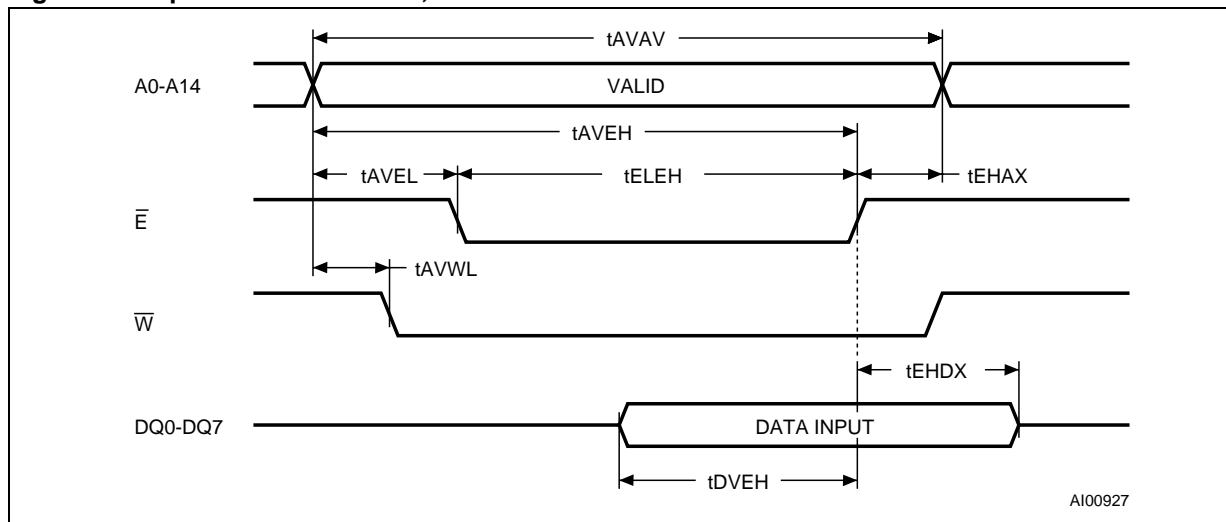 tAVAV
A0-A14
VALID
tAVEH
tAVEL
tELEH
tEHAX
E
tAVWL
W
tEHDX
DQ0-DQ7
DATA INPUT
tDVEH
AI00927